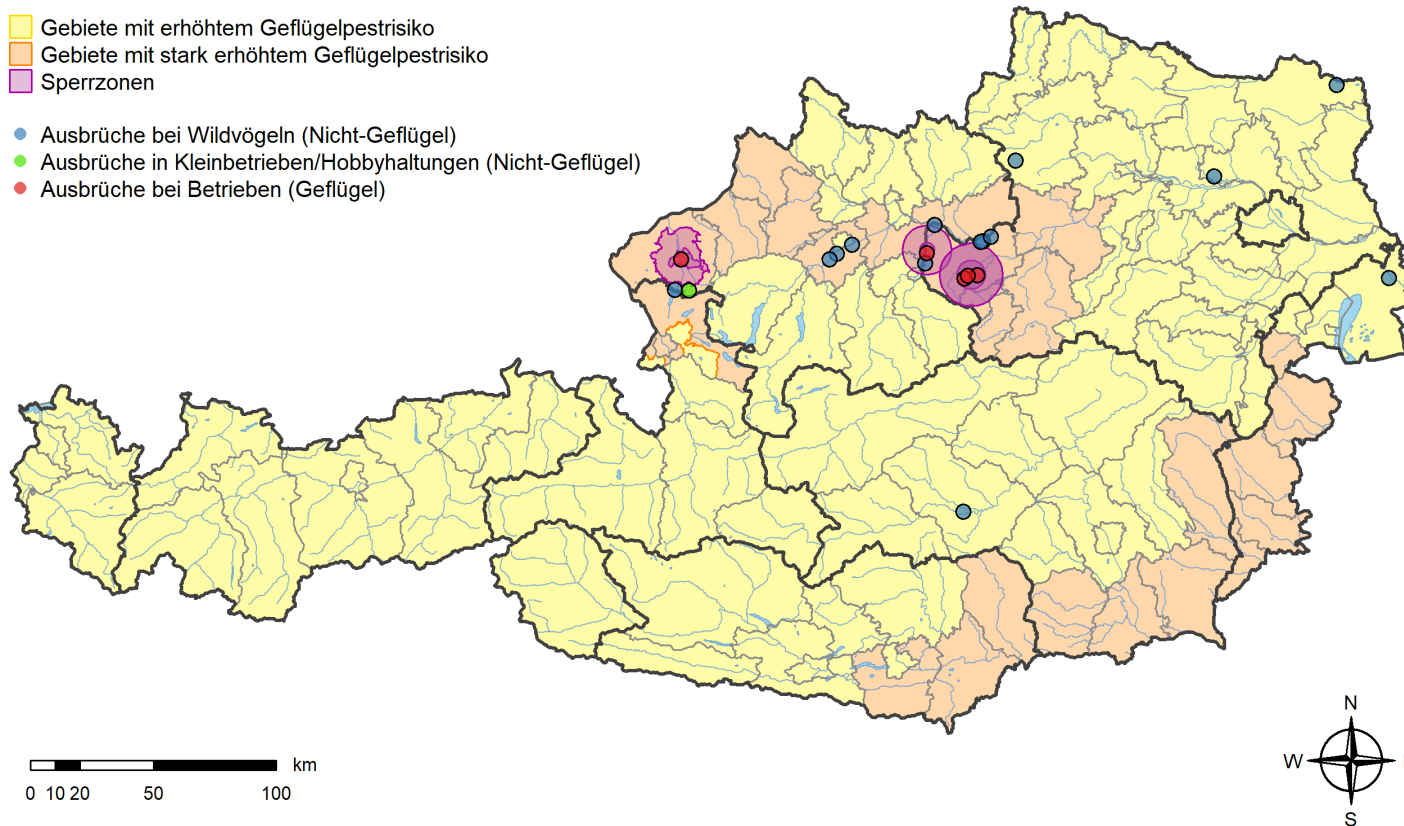 Gebiete mit erhöhtem Geflügelpestrisiko
Gebiete mit stark erhöhtem Geflügelpestrisiko
Sperrzonen
Ausbrüche bei Wildvögeln (Nicht-Geflügel)
Ausbrüche in Kleinbetrieben/Hobbyhaltungen (Nicht-Geflügel)
Ausbrüche bei Betrieben (Geflügel)
N
W
S
km
0 10 20 50 100